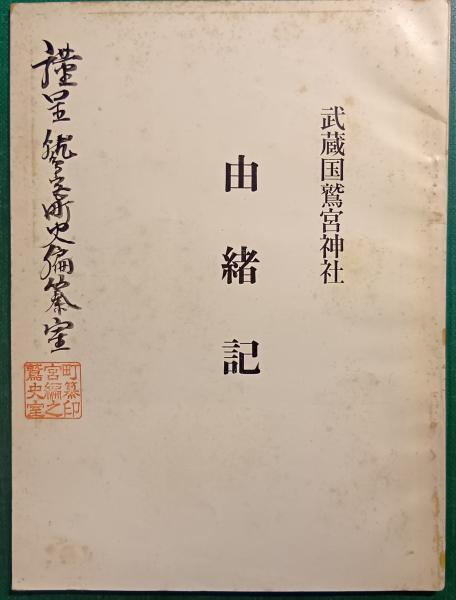 武蔵国鷲宮神社
由緒記
謹呈 鷲宮町史編纂室
鷲宮町
史編纂
室之印